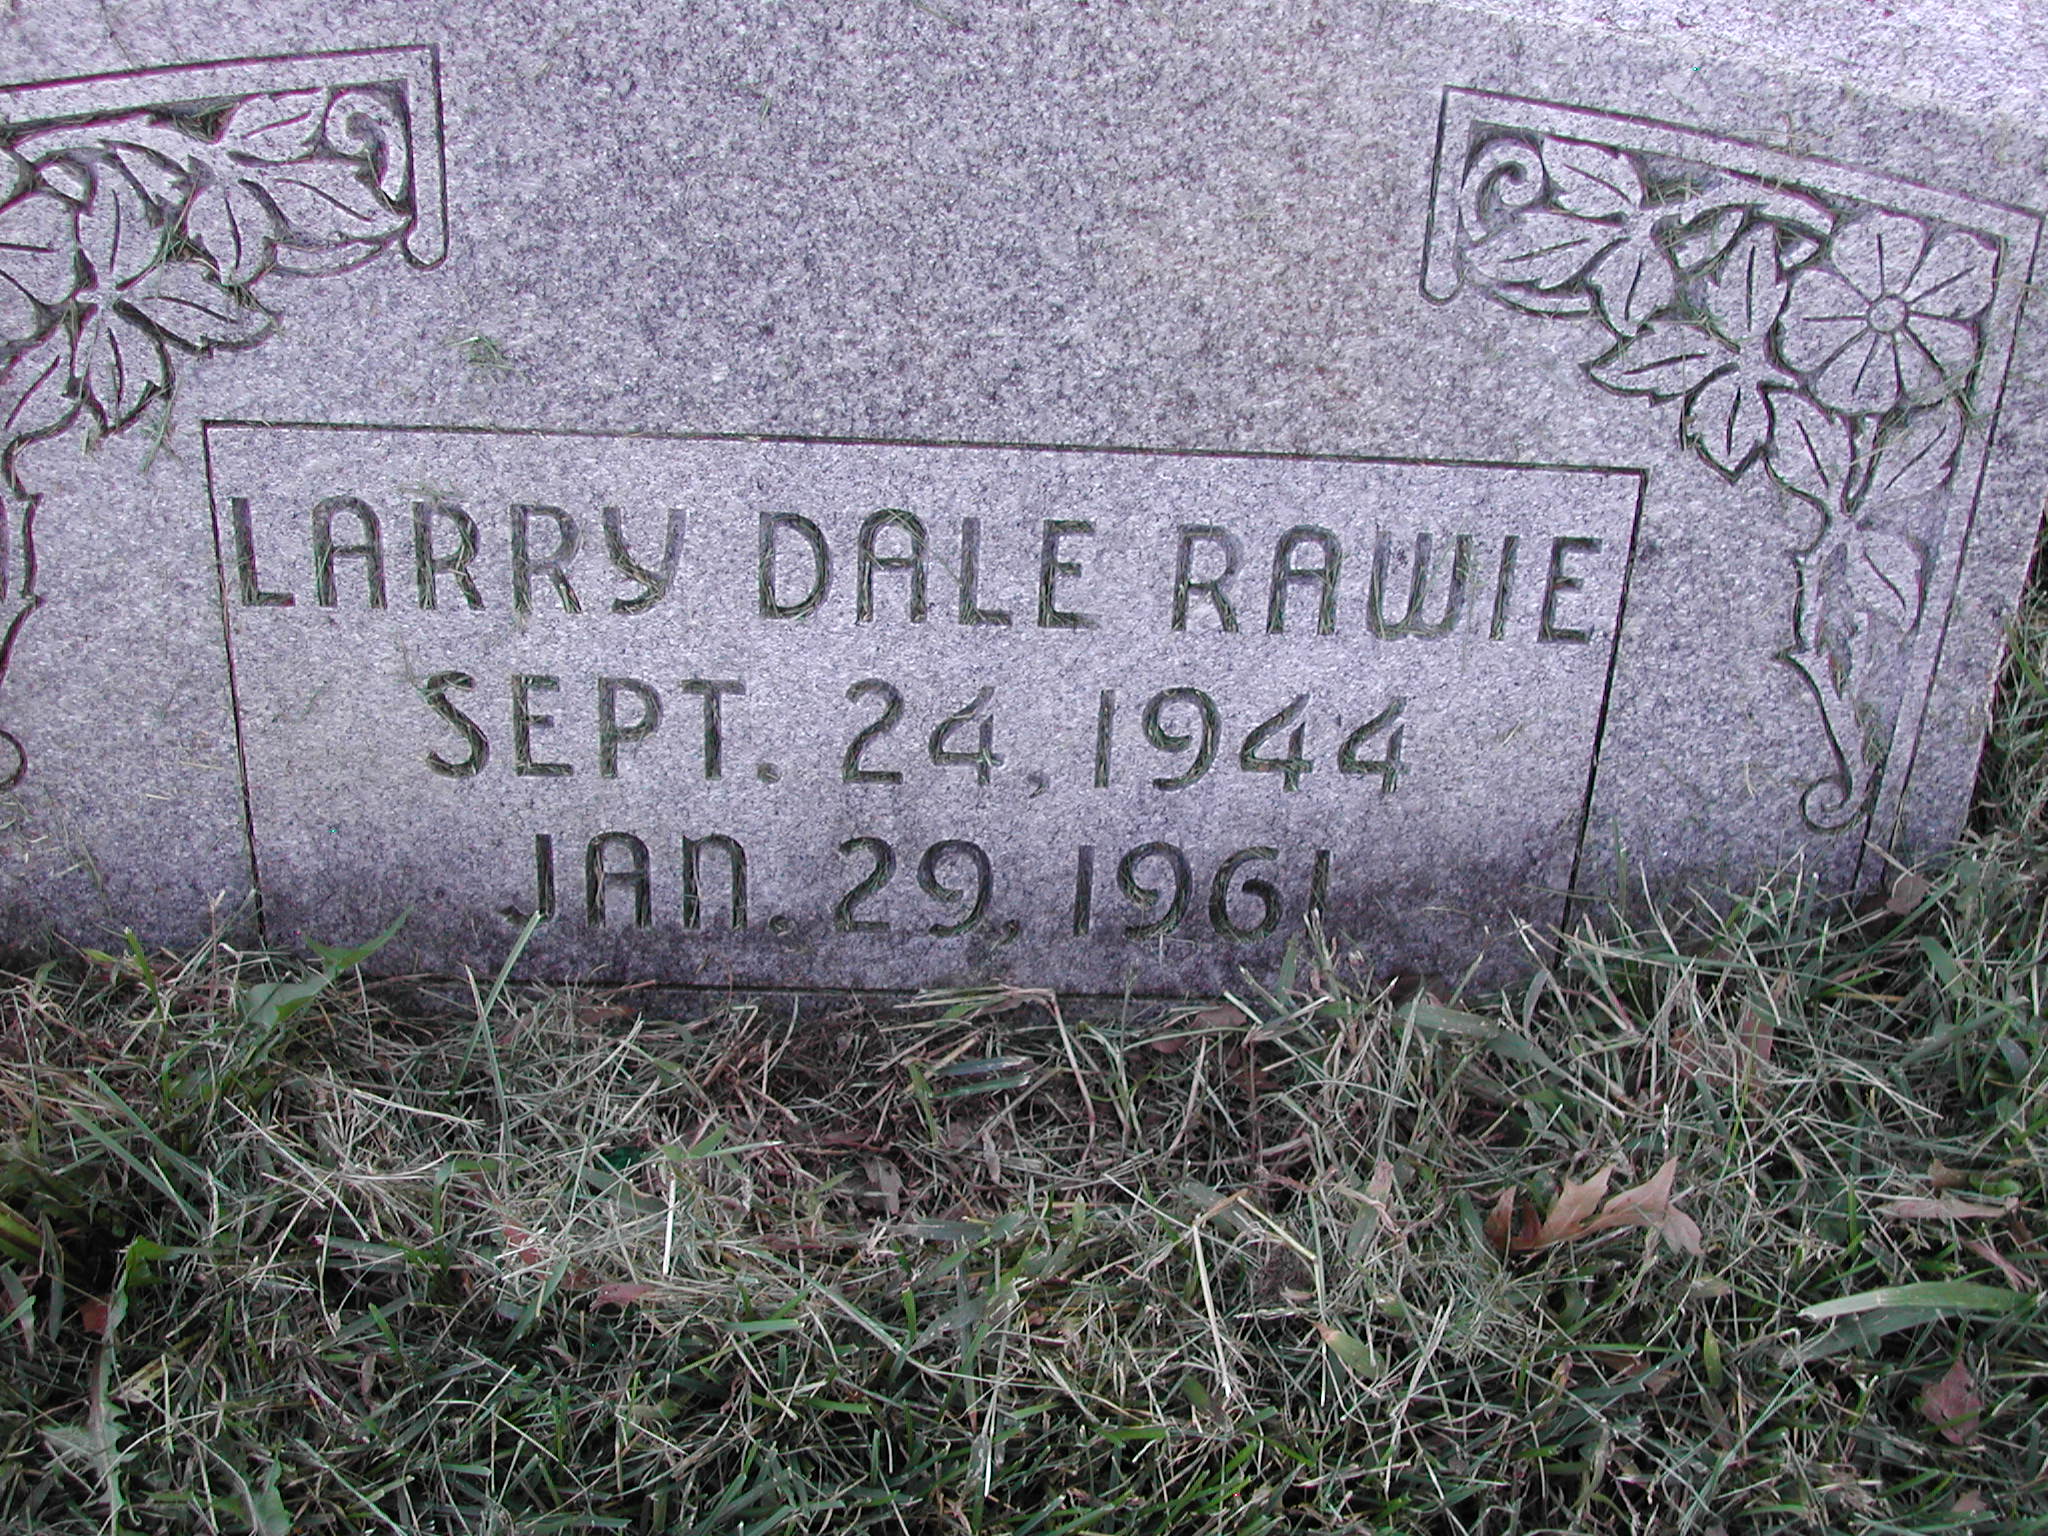 LARRY DALE RAWIE
SEPT. 24, 1944
JAN. 29, 1961